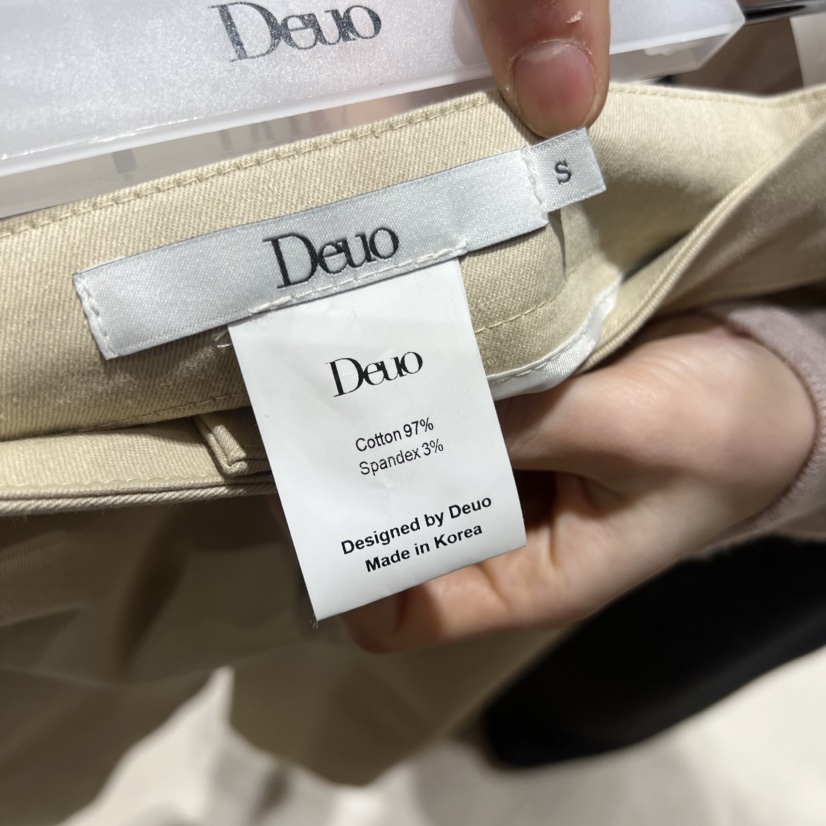 Deuo
S
Deuo
Deuo
Cotton 97%
Spandex 3%
Designed by Deuo
Made in Korea